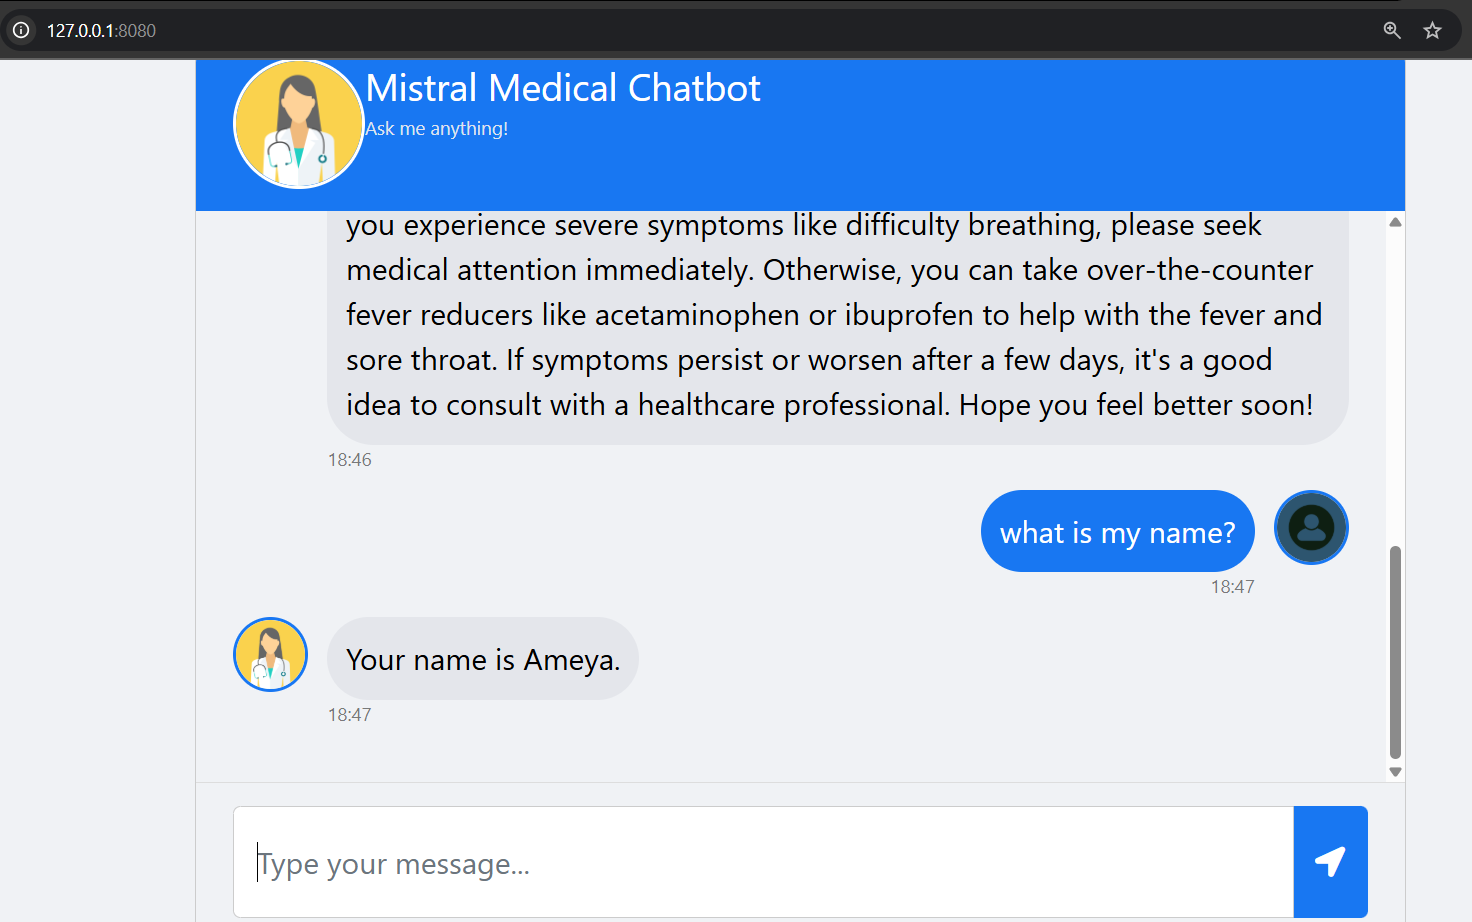 127.0.0.1:8080
Mistral Medical Chatbot
Ask me anything!
you experience severe symptoms like difficulty breathing, please seek
medical attention immediately. Otherwise, you can take over-the-counter
fever reducers like acetaminophen or ibuprofen to help with the fever and
sore throat. If symptoms persist or worsen after a few days, it's a good
idea to consult with a healthcare professional. Hope you feel better soon!
18:46
what is my name?
18:47
Your name is Ameya.
18:47
Type your message...